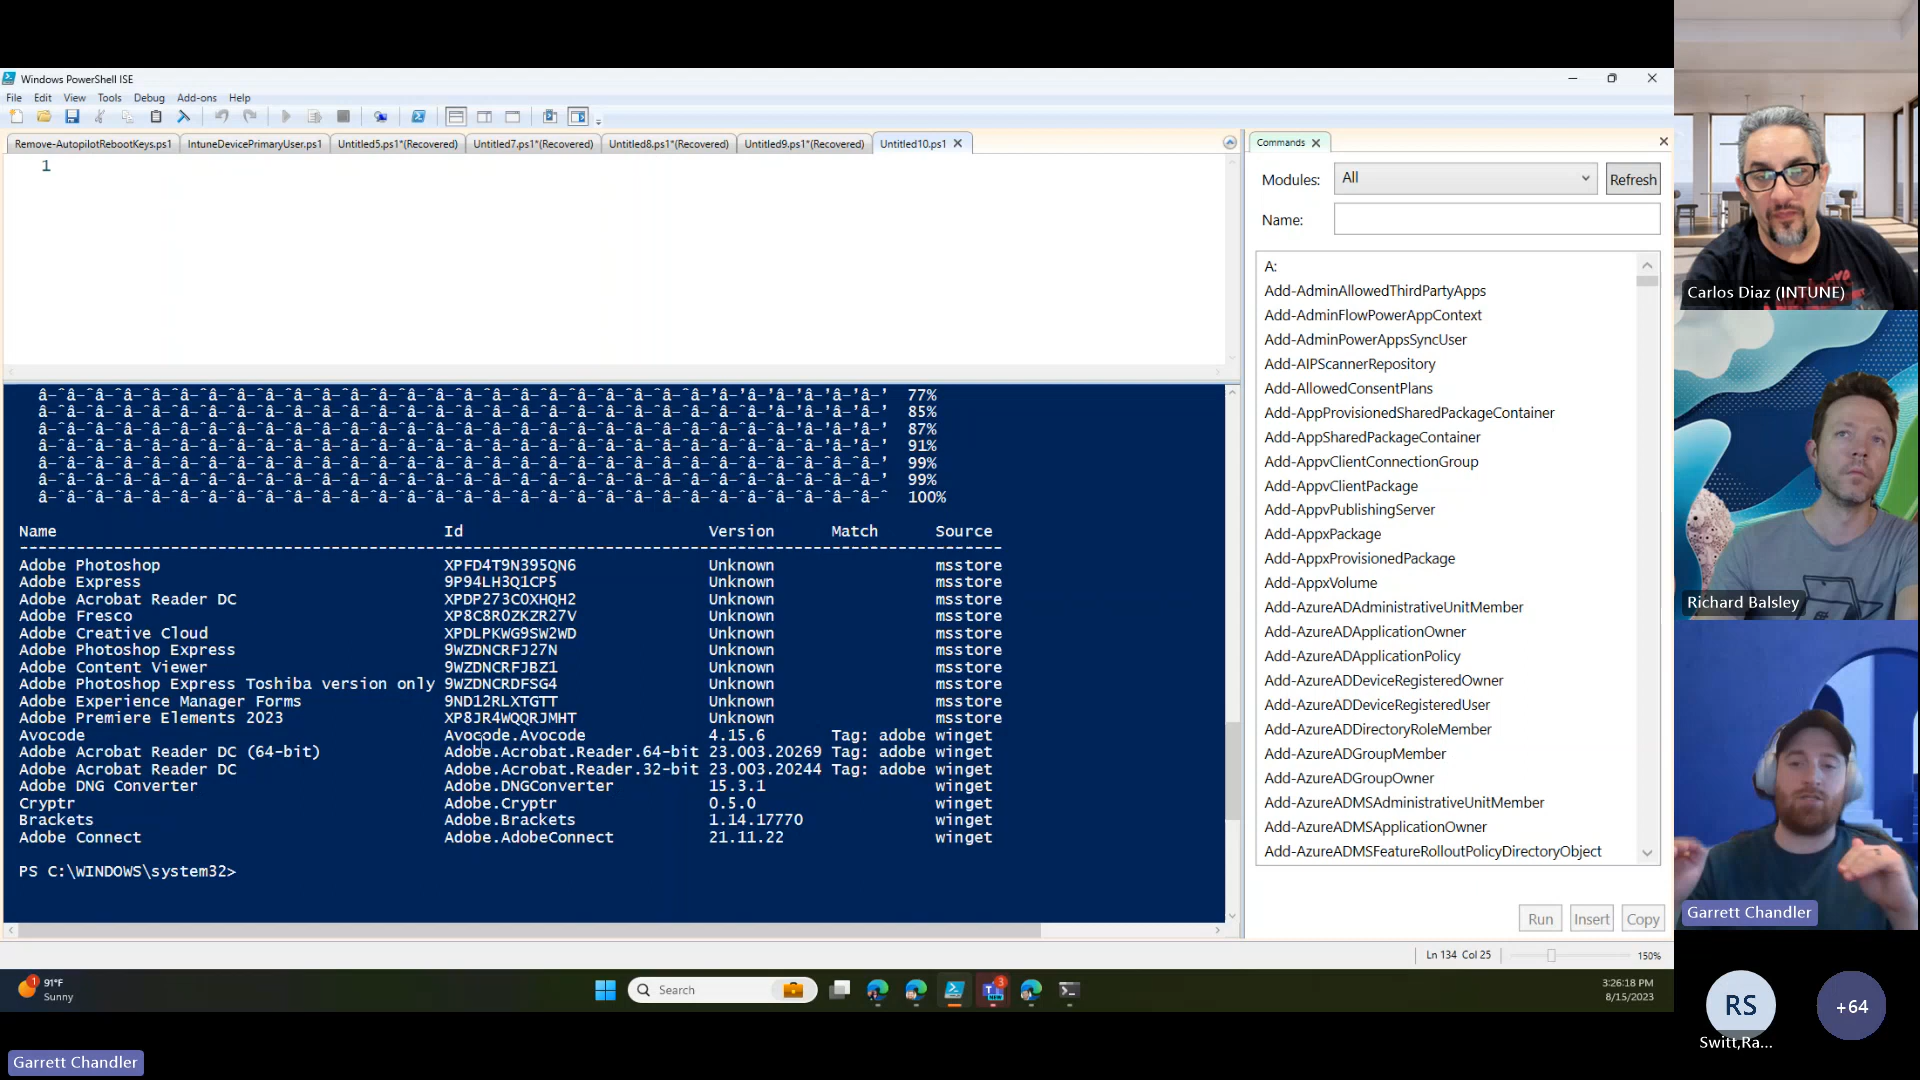 Windows PowerShell ISE
File Edit View Tools Debug Add-ons Help
Remove-AutopilotRebootKeys.ps1 IntuneDevicePrimaryUser.ps1 Untitled5.ps1*(Recovered) Untitled7.ps1*(Recovered) Untitled8.ps1*(Recovered) Untitled9.ps1*(Recovered) Untitled10.ps1
1
77%
85%
87%
91%
99%
99%
100%
Name Id Version Match Source
Adobe Photoshop XPFD4T9N395QN6 Unknown msstore
Adobe Express 9P94LH3Q1CP5 Unknown msstore
Adobe Acrobat Reader DC XPDP273C0XHQH2 Unknown msstore
Adobe Fresco XP8C8R0ZKZR27V Unknown msstore
Adobe Creative Cloud XPDLPKWG9SW2WD Unknown msstore
Adobe Photoshop Express 9WZDNCRFJ27N Unknown msstore
Adobe Content Viewer 9WZDNCRFJBZ1 Unknown msstore
Adobe Photoshop Express Toshiba version only 9WZDNCRDFSG4 Unknown msstore
Adobe Experience Manager Forms 9ND12RLXTGTT Unknown msstore
Adobe Premiere Elements 2023 XP8JR4WQQRJMHT Unknown msstore
Avocode Avocode.Avocode 4.15.6 Tag: adobe winget
Adobe Acrobat Reader DC (64-bit) Adobe.Acrobat.Reader.64-bit 23.003.20269 Tag: adobe winget
Adobe Acrobat Reader DC Adobe.Acrobat.Reader.32-bit 23.003.20244 Tag: adobe winget
Adobe DNG Converter Adobe.DNGConverter 15.3.1 winget
Cryptr Adobe.Cryptr 0.5.0 winget
Brackets Adobe.Brackets 1.14.17770 winget
Adobe Connect Adobe.AdobeConnect 21.11.22 winget
PS C:\WINDOWS\system32>
Commands
Modules: All Refresh
Name:
A:
Add-AdminAllowedThirdPartyApps
Add-AdminFlowPowerAppContext
Add-AdminPowerAppsSyncUser
Add-AIPScannerRepository
Add-AllowedConsentPlans
Add-AppProvisionedSharedPackageContainer
Add-AppSharedPackageContainer
Add-AppvClientConnectionGroup
Add-AppvClientPackage
Add-AppvPublishingServer
Add-AppxPackage
Add-AppxProvisionedPackage
Add-AppxVolume
Add-AzureADAdministrativeUnitMember
Add-AzureADApplicationOwner
Add-AzureADApplicationPolicy
Add-AzureADDeviceRegisteredOwner
Add-AzureADDeviceRegisteredUser
Add-AzureADDirectoryRoleMember
Add-AzureADGroupMember
Add-AzureADGroupOwner
Add-AzureADMSAdministrativeUnitMember
Add-AzureADMSApplicationOwner
Add-AzureADMSFeatureRolloutPolicyDirectoryObject
Run Insert Copy
Ln 134 Col 25 150%
1
91°F
Sunny
Search
3
3:26:18 PM
8/15/2023
Garrett Chandler
Carlos Diaz (INTUNE)
Richard Balsley
Garrett Chandler
RS
Switt,Ra...
+64